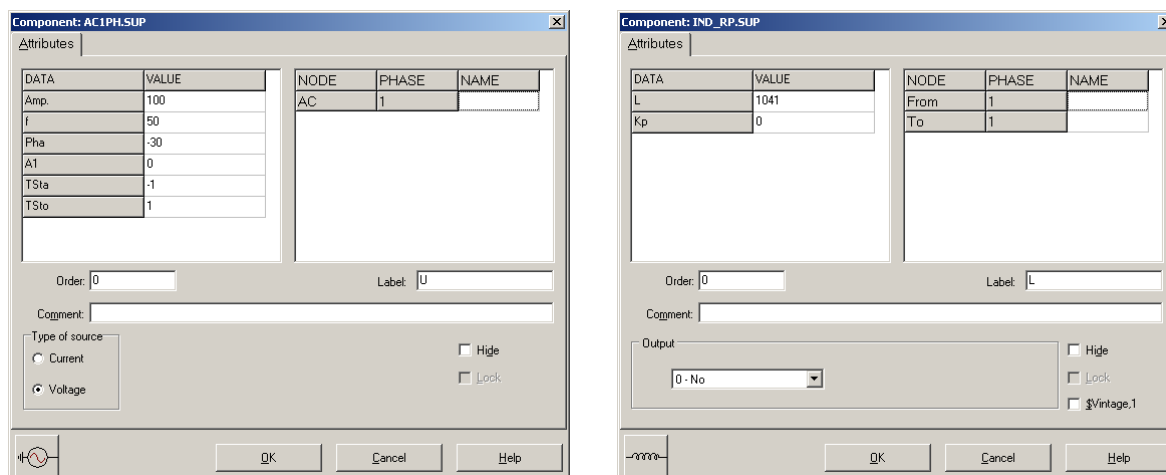 Component: AC1PH.SUP
Attributes
DATA VALUE
Amp. 100
f 50
Pha -30
A1 0
TSta -1
TSto 1
NODE PHASE NAME
AC 1
Order: 0
Label: U
Comment:
Type of source
Current
Voltage
Hide
Lock
OK Cancel Help
Component: IND_RP.SUP
Attributes
DATA VALUE
L 1041
Kp 0
NODE PHASE NAME
From 1
To 1
Order: 0
Label: L
Comment:
Output
0 - No
Hide
Lock
$Vintage,1
OK Cancel Help